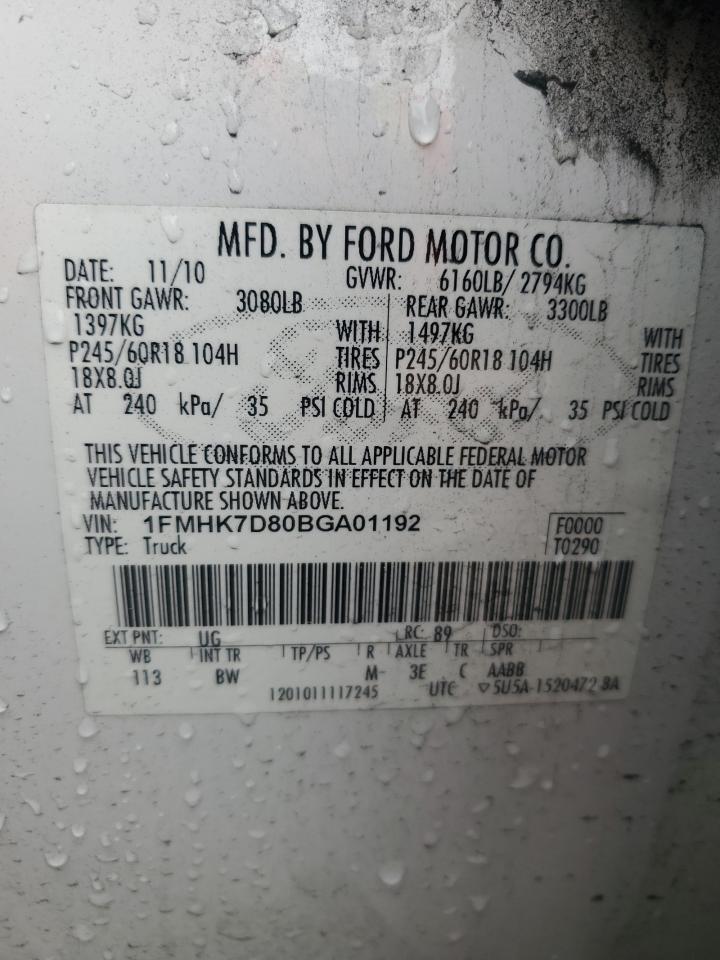 MFD. BY FORD MOTOR CO.
DATE: 11/10 GVWR: 6160LB/ 2794KG
FRONT GAWR: 3080LB REAR GAWR: 3300LB
1397KG WITH 1497KG WITH
P245/60R18 104H TIRES P245/60R18 104H TIRES
18X8.0J RIMS 18X8.0J RIMS
AT 240 kPa/ 35 PSI COLD AT 240 kPa/ 35 PSI COLD
THIS VEHICLE CONFORMS TO ALL APPLICABLE FEDERAL MOTOR
VEHICLE SAFETY STANDARDS IN EFFECT ON THE DATE OF
MANUFACTURE SHOWN ABOVE.
VIN: 1FMHK7D80BGA01192 F0000
TYPE: Truck T0290
EXT PNT: UG RC: 89 DSO:
WB INT TR TP/PS R AXLE TR SPR
113 BW M- 3E C AABB
1201011117245 UTC ▽5U5A-1520472-BA